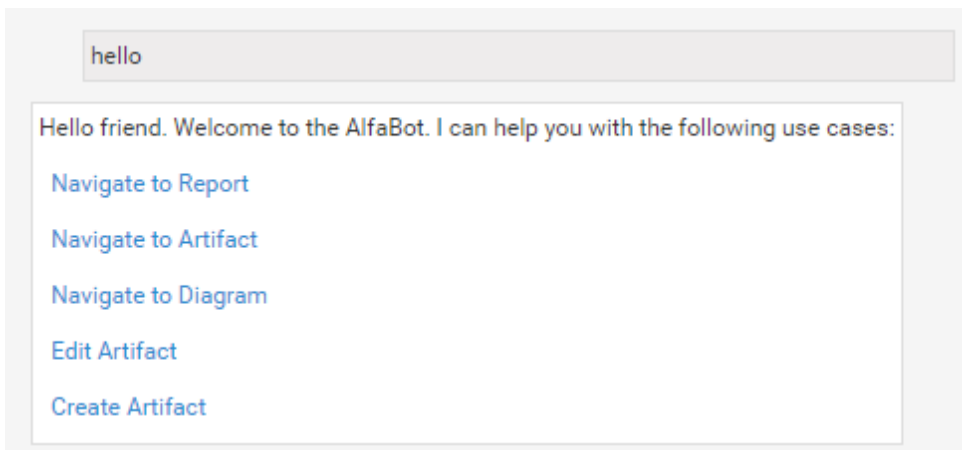 hello
Hello friend. Welcome to the AlfaBot. I can help you with the following use cases:
Navigate to Report
Navigate to Artifact
Navigate to Diagram
Edit Artifact
Create Artifact